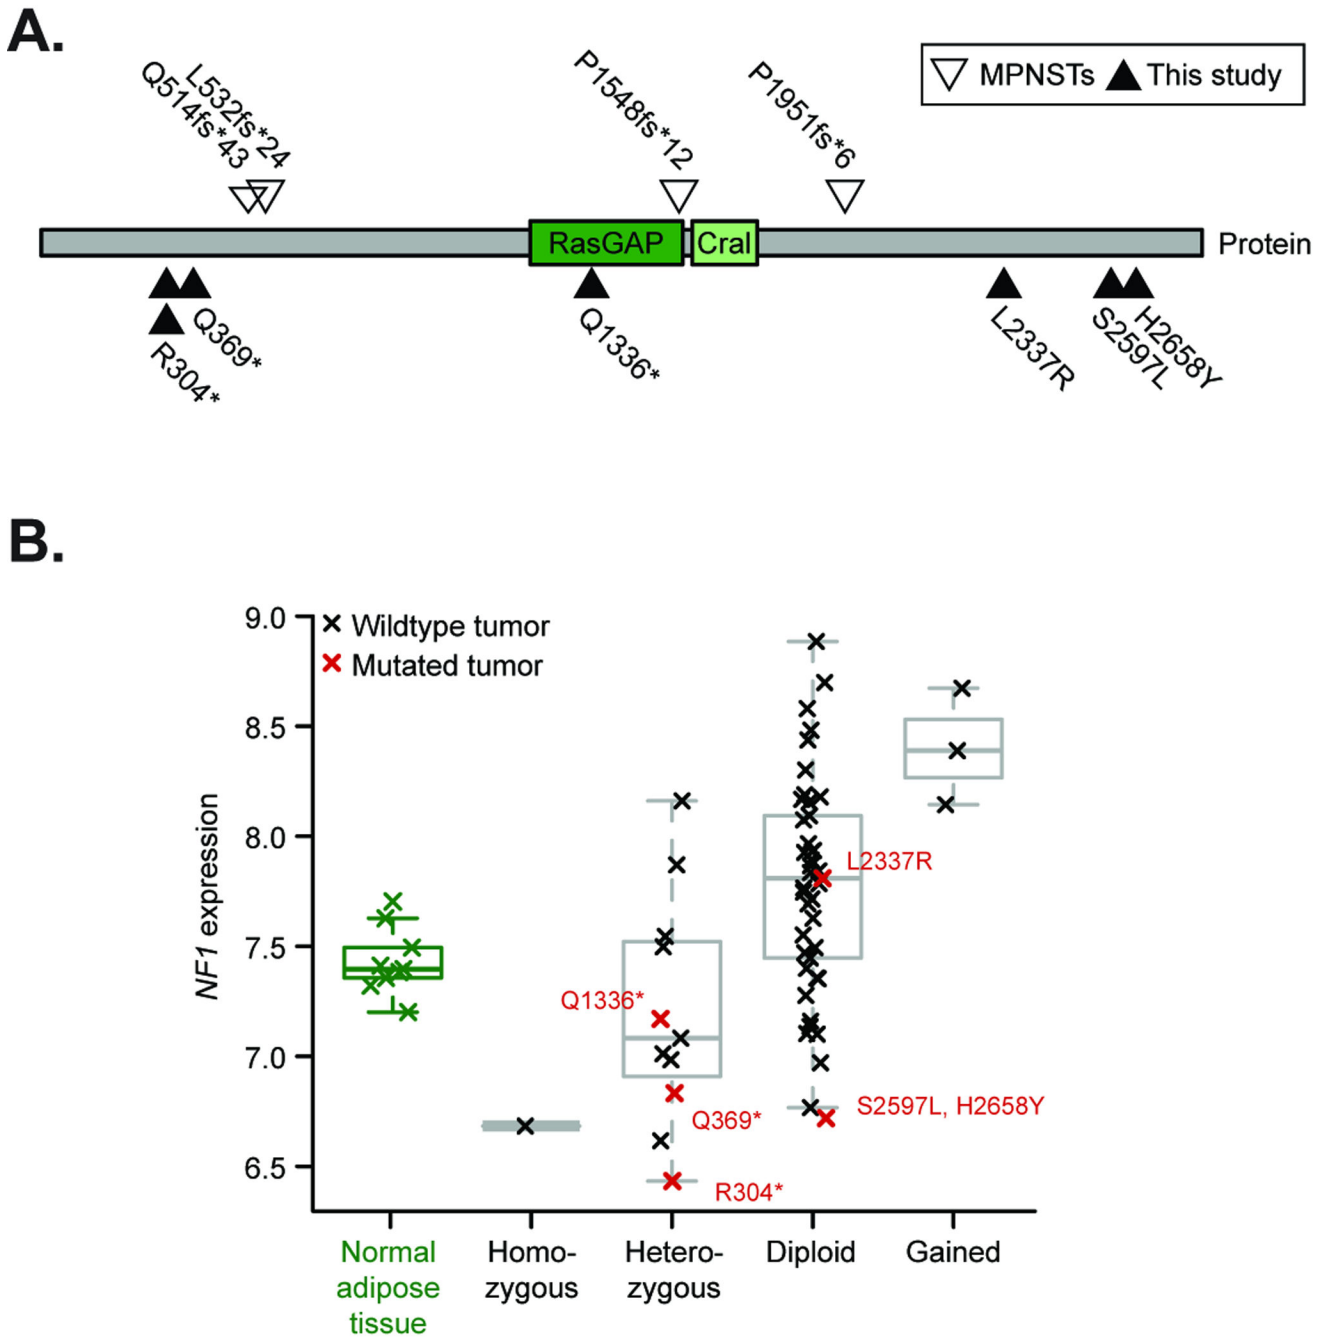 A.
Q514fs*43
L532fs*24
P1548fs*12
P1951fs*6
MPNSTs
This study
RasGAP
Cral
Protein
R304*
Q369*
Q1336*
L2337R
S2597L
H2658Y
B.
Wildtype tumor
Mutated tumor
NF1 expression
9.0
8.5
8.0
7.5
7.0
6.5
L2337R
Q1336*
Q369*
S2597L, H2658Y
R304*
Normal
adipose
tissue
Homo-
zygous
Hetero-
zygous
Diploid
Gained